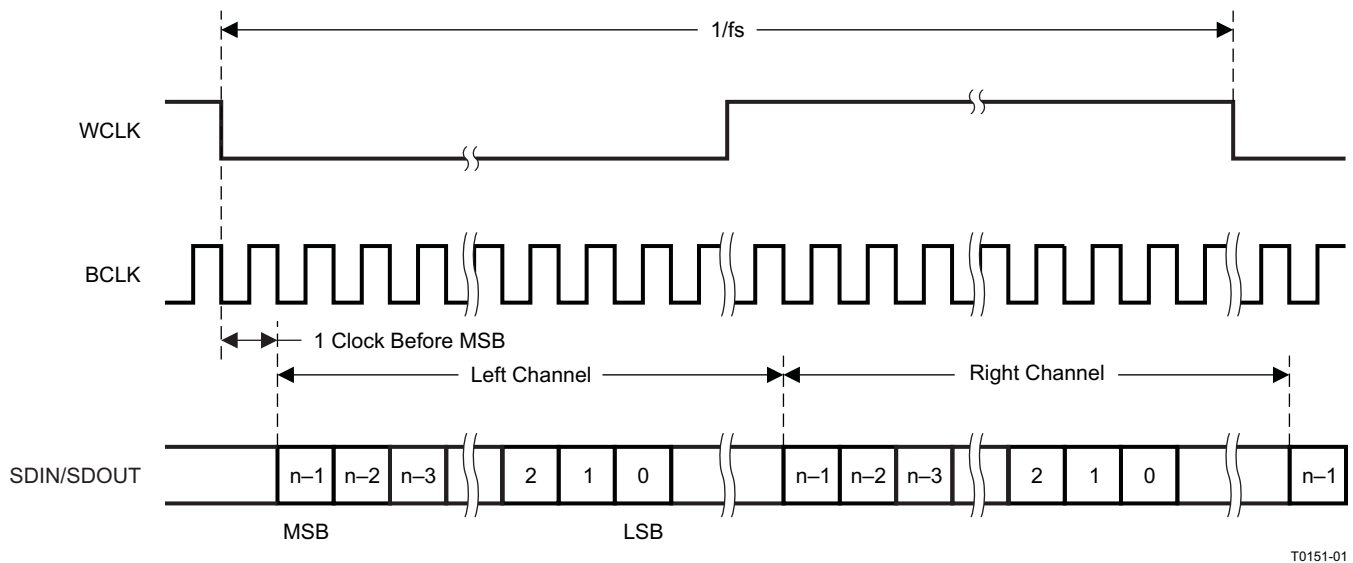 1/fs
WCLK
BCLK
1 Clock Before MSB
Left Channel
Right Channel
SDIN/SDOUT
n–1 n–2 n–3 2 1 0 n–1 n–2 n–3 2 1 0 n–1
MSB LSB
T0151-01